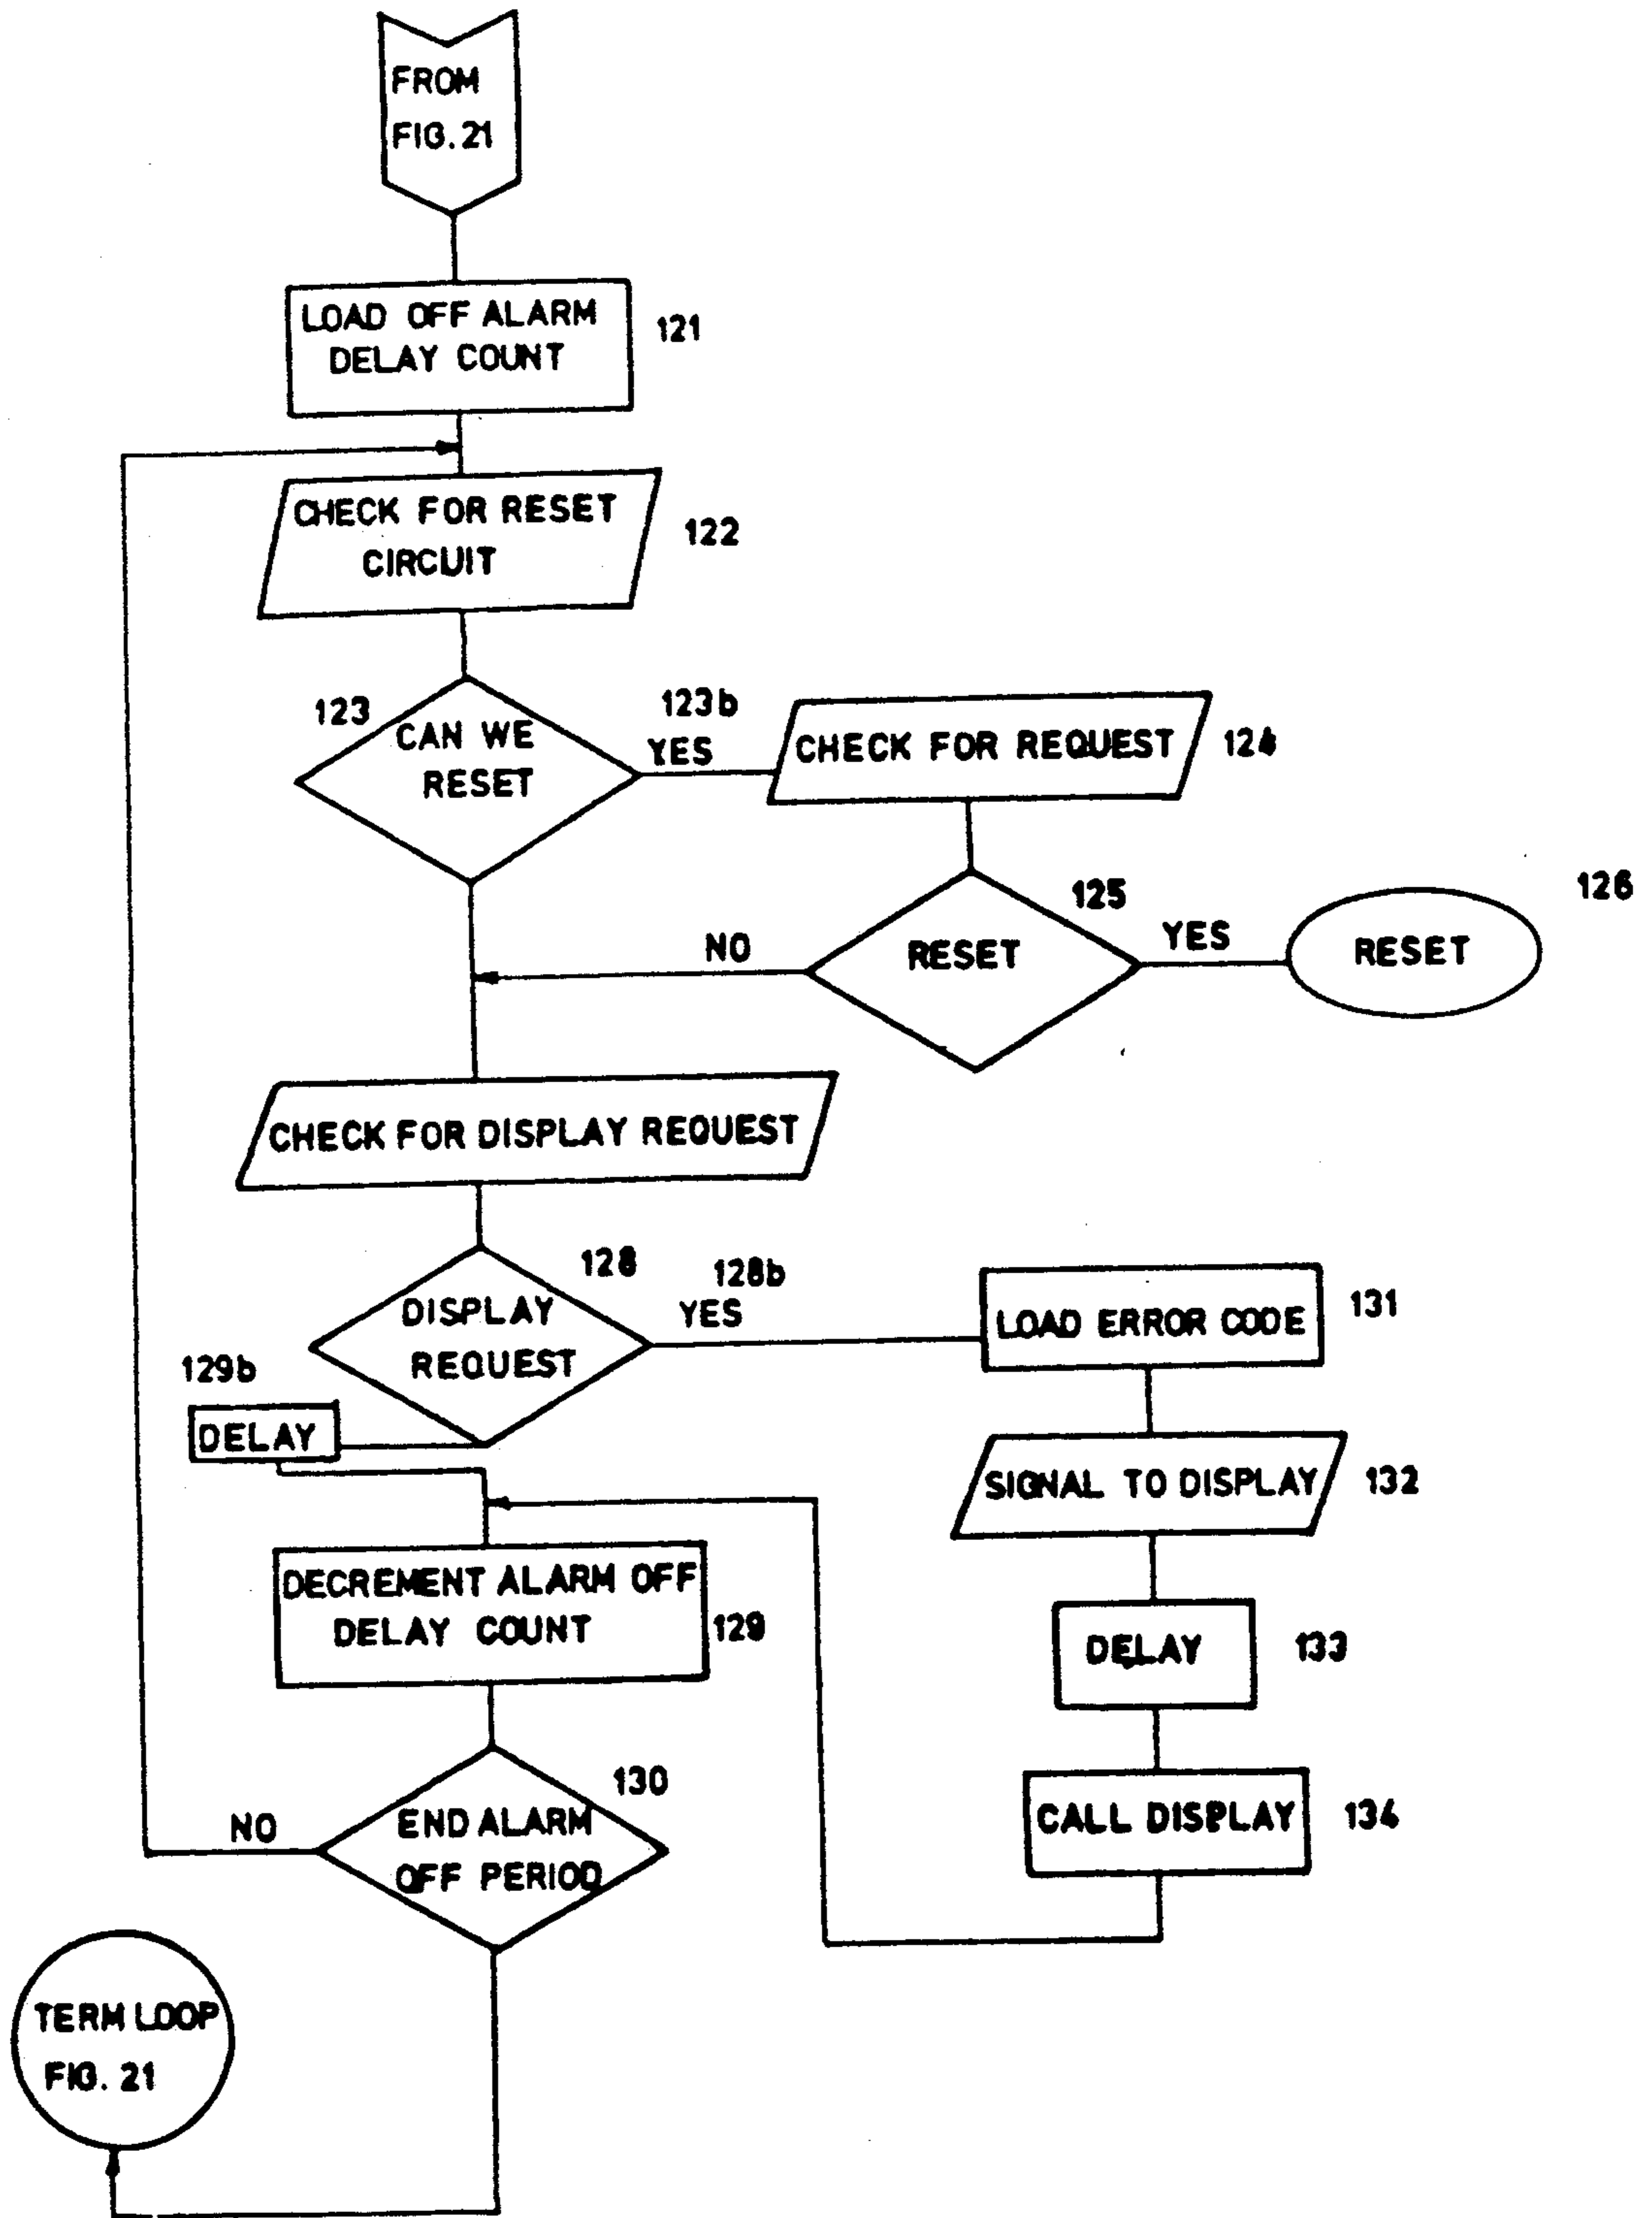 FROM
FIG. 21
LOAD OFF ALARM
DELAY COUNT
121
CHECK FOR RESET
CIRCUIT
122
123
CAN WE
RESET
123b
YES
CHECK FOR REQUEST
124
125
RESET
NO
YES
RESET
126
CHECK FOR DISPLAY REQUEST
128
DISPLAY
REQUEST
128b
YES
LOAD ERROR CODE
131
129b
DELAY
SIGNAL TO DISPLAY
132
DECREMENT ALARM OFF
DELAY COUNT
129
DELAY
133
130
END ALARM
OFF PERIOD
NO
CALL DISPLAY
134
TERM LOOP
FIG. 21